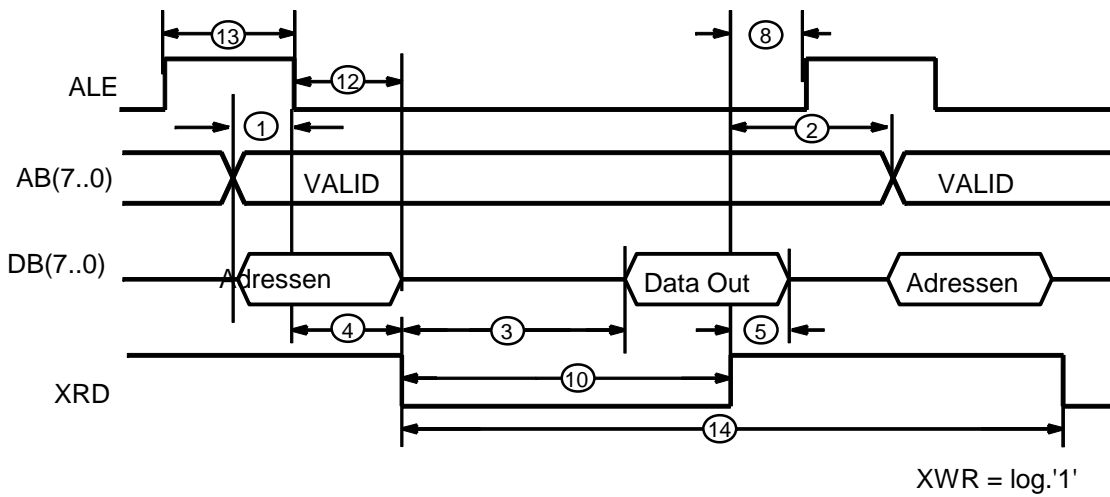 13
8
ALE
12
1
2
AB(7..0)
VALID
VALID
DB(7..0)
Adressen
Data Out
Adressen
4
3
5
XRD
10
14
XWR = log.'1'